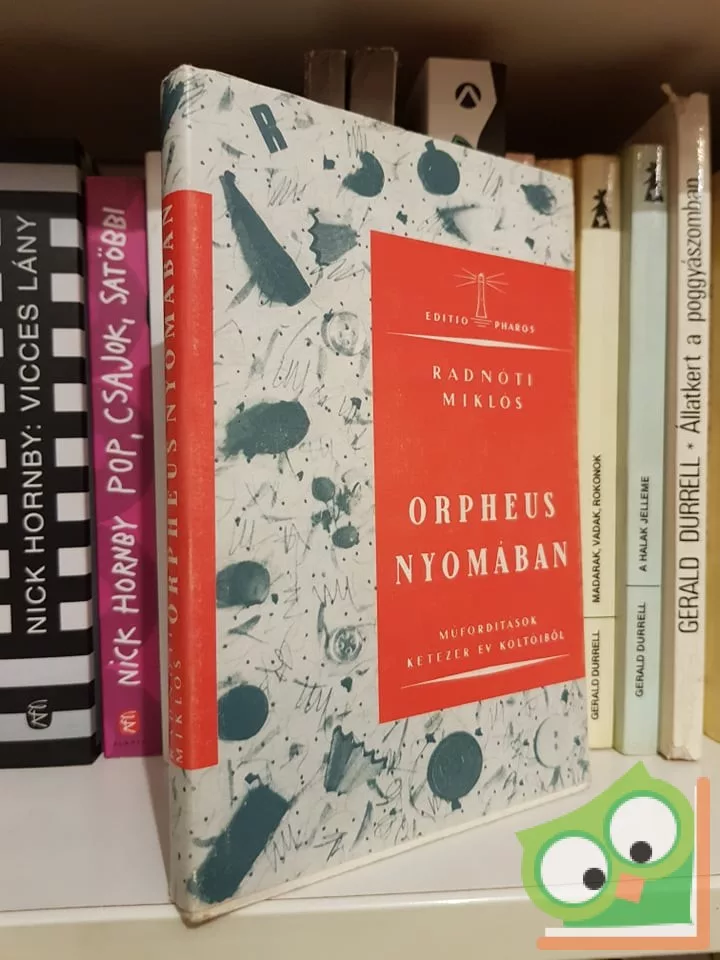 NICK HORNBY: VICCES LÁNY
NICK HORNBY POP, CSAJOK, SATÖBBI
MIKLÓS ORPHEUS NYOMÁBAN
R
EDITIO PHAROS
RADNÓTI
MIKLÓS
ORPHEUS
NYOMÁBAN
MŰFORDÍTÁSOK
KÉTEZER ÉV KÖLTŐIBŐL
GERALD DURRELL MADARAK, VADAK, ROKONOK
GERALD DURRELL A HALAK JELLEME
GERALD DURRELL * Állatkert a poggyászomban